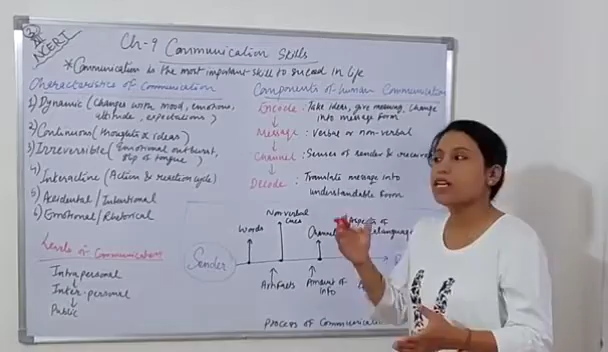 XI
NCERT
Ch-9 Communication Skills
*Communication is the most important skill to succeed in life
Characteristics of Communication
1) Dynamic (Changes with mood, emotions,
attitude, expectations)
2) Continuous (thoughts & ideas)
3) Irreversible (Emotional outburst,
slip of tongue)
4) Interactive (Action & reaction cycle)
5) Accidental/Intentional
6) Emotional/Rhetorical
Levels of Communication
Intrapersonal
↓
Inter-personal
↓
Public
Components of human Communication
Encode : Take ideas, give meaning, change
into message form
↓
Message : Verbal or non-verbal
↓
Channel : Senses of sender & receiver
↓
Decode : Translate message into
understandable form
Sender
Words
Non verbal
Cues
Channel
Aspects of
Artifacts
Amount of
info
Process of Communication